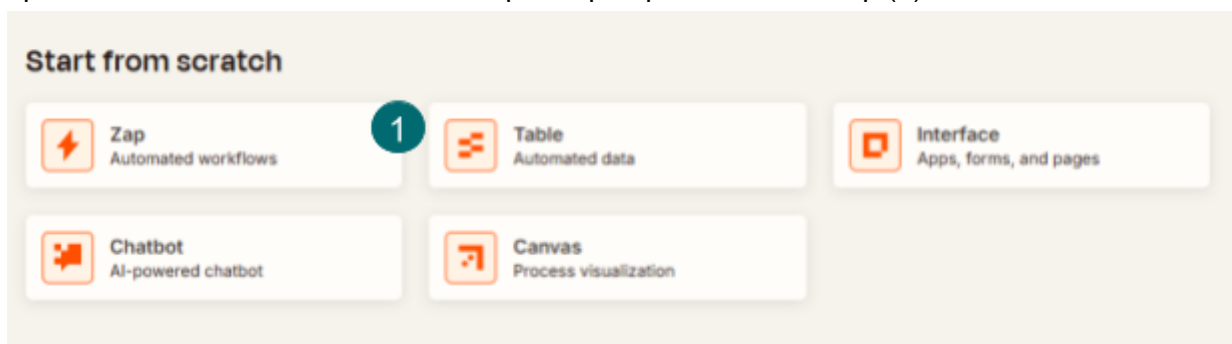 Start from scratch
Zap
Automated workflows
1
Table
Automated data
Interface
Apps, forms, and pages
Chatbot
AI-powered chatbot
Canvas
Process visualization